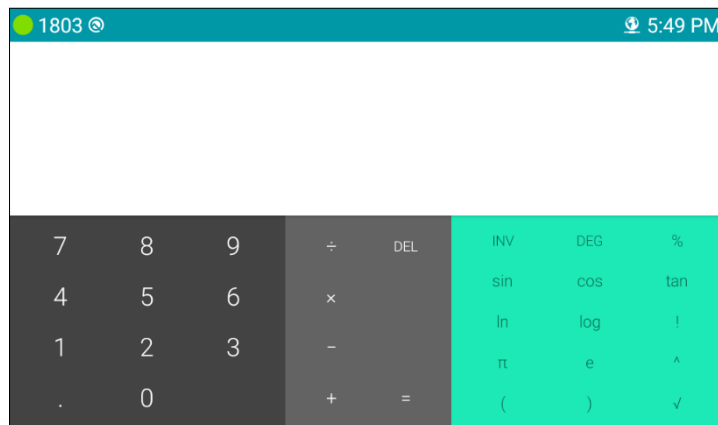 1803 5:49 PM
7 8 9 ÷ DEL INV DEG %
4 5 6 × sin cos tan
1 2 3 − ln log !
. 0 + = π e ^
( ) √